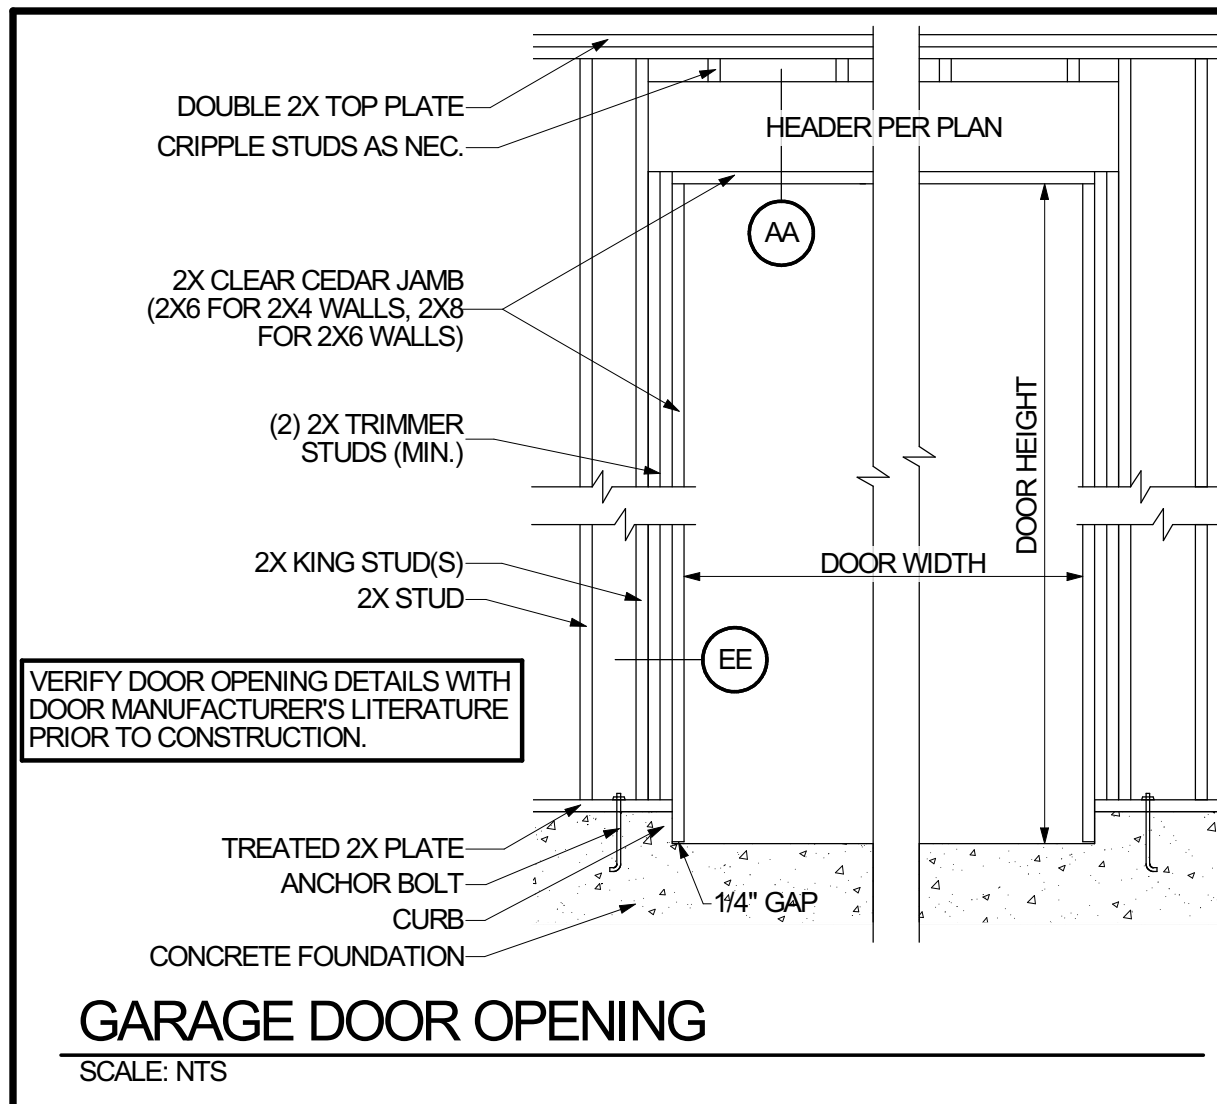 DOUBLE 2X TOP PLATE
CRIPPLE STUDS AS NEC.
HEADER PER PLAN
AA
2X CLEAR CEDAR JAMB
(2X6 FOR 2X4 WALLS, 2X8
FOR 2X6 WALLS)
(2) 2X TRIMMER
STUDS (MIN.)
DOOR HEIGHT
DOOR WIDTH
2X KING STUD(S)
2X STUD
EE
VERIFY DOOR OPENING DETAILS WITH
DOOR MANUFACTURER'S LITERATURE
PRIOR TO CONSTRUCTION.
TREATED 2X PLATE
ANCHOR BOLT
CURB
1/4" GAP
CONCRETE FOUNDATION
GARAGE DOOR OPENING
SCALE: NTS